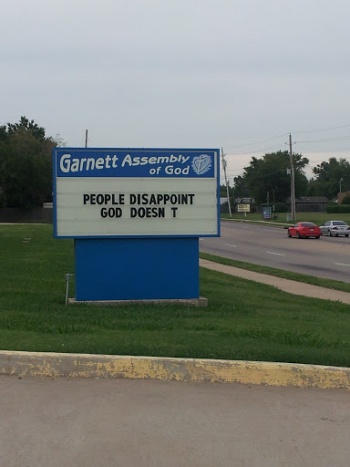 Garnett Assembly
of God
PEOPLE DISAPPOINT
GOD DOESN T